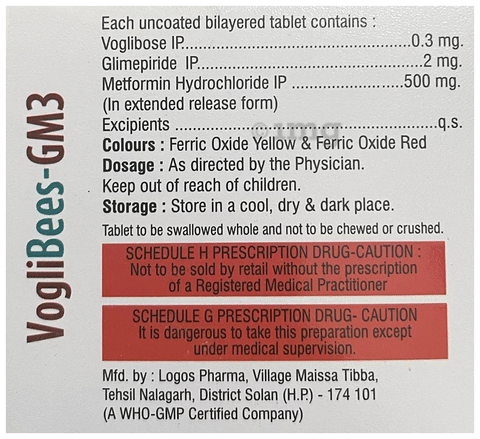 Each uncoated bilayered tablet contains :
Voglibose IP......................................0.3 mg.
Glimepiride IP......................................2 mg.
Metformin Hydrochloride IP ....................500 mg.
(In extended release form)
Excipients ............................................q.s.
Colours : Ferric Oxide Yellow & Ferric Oxide Red
Dosage : As directed by the Physician.
Keep out of reach of children.
Storage : Store in a cool, dry & dark place.
Tablet to be swallowed whole and not to be chewed or crushed.
SCHEDULE H PRESCRIPTION DRUG-CAUTION :
Not to be sold by retail without the prescription
of a Registered Medical Practitioner
SCHEDULE G PRESCRIPTION DRUG- CAUTION
It is dangerous to take this preparation except
under medical supervision.
Mfd. by : Logos Pharma, Village Maissa Tibba,
Tehsil Nalagarh, District Solan (H.P.) - 174 101
(A WHO-GMP Certified Company)
VogliBees-GM3
1mg